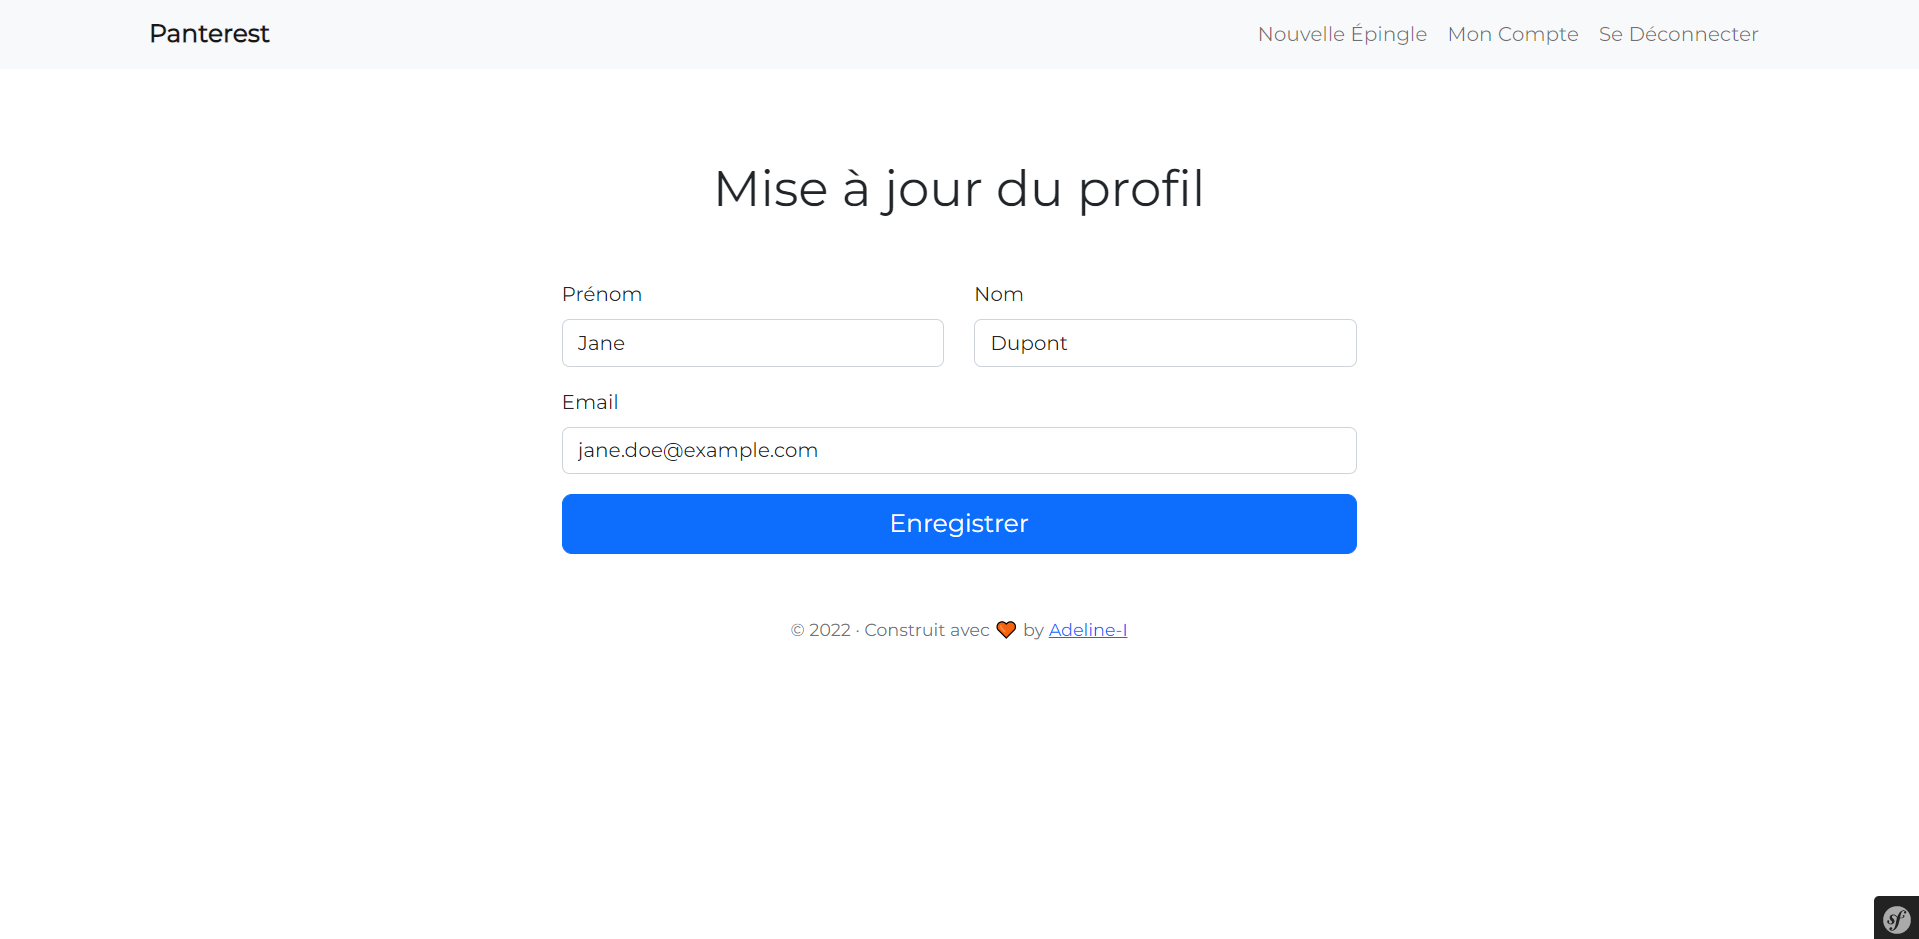 Panterest
Nouvelle Épingle Mon Compte Se Déconnecter
Mise à jour du profil
Prénom Nom
Jane Dupont
Email
jane.doe@example.com
Enregistrer
© 2022 · Construit avec 🧡 by Adeline-I
sf